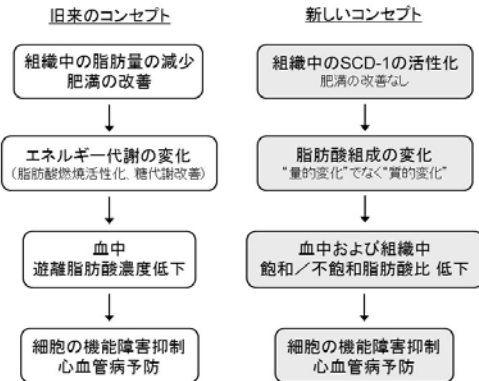 旧来のコンセプト
組織中の脂肪量の減少
肥満の改善
エネルギー代謝の変化
(脂肪酸燃焼活性化、糖代謝改善)
血中
遊離脂肪酸濃度低下
細胞の機能障害抑制
心血管病予防
新しいコンセプト
組織中のSCD-1の活性化
肥満の改善なし
脂肪酸組成の変化
“量的変化”でなく“質的変化”
血中および組織中
飽和／不飽和脂肪酸比 低下
細胞の機能障害抑制
心血管病予防